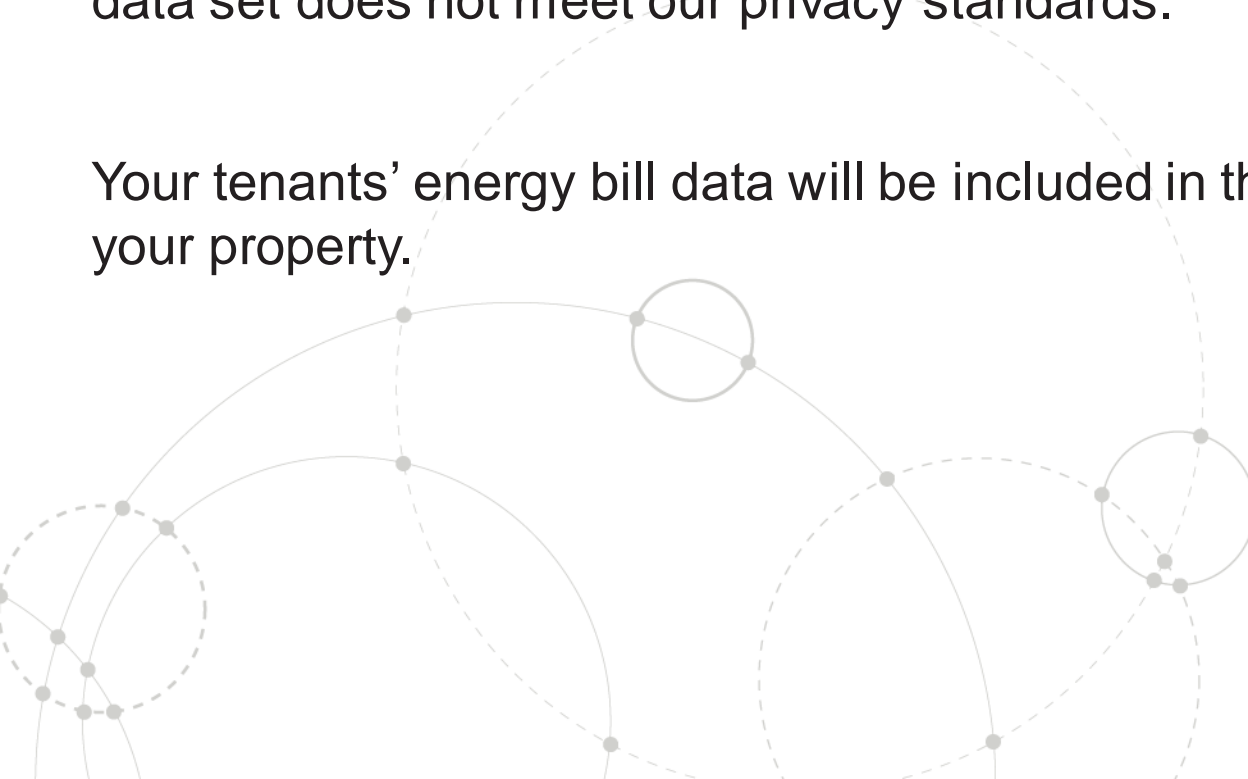 data set does not meet our privacy standards.
Your tenants’ energy bill data will be included in th
your property.